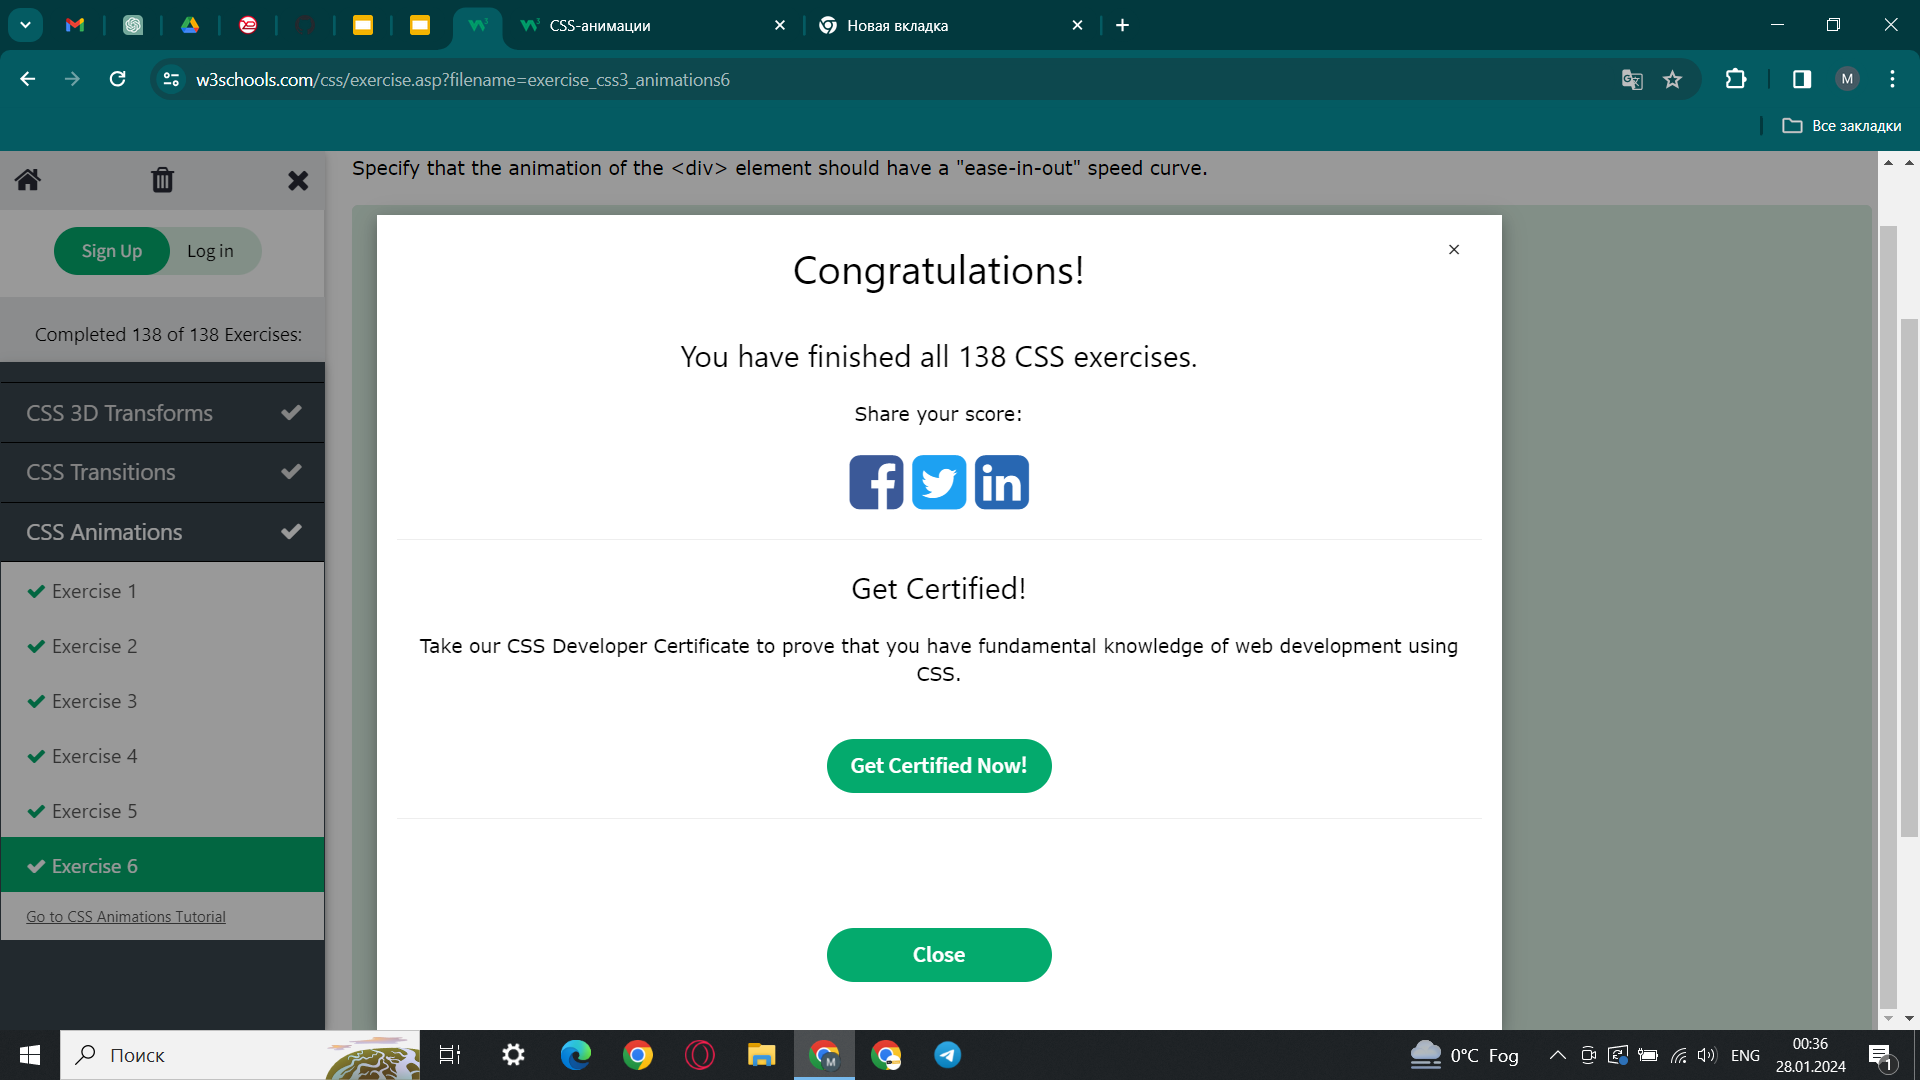 CSS-анимации
Новая вкладка
w3schools.com/css/exercise.asp?filename=exercise_css3_animations6
M
Все закладки
Specify that the animation of the <div> element should have a "ease-in-out" speed curve.
Sign Up
Log in
Completed 138 of 138 Exercises:
CSS 3D Transforms
CSS Transitions
CSS Animations
Exercise 1
Exercise 2
Exercise 3
Exercise 4
Exercise 5
Exercise 6
Go to CSS Animations Tutorial
Congratulations!
You have finished all 138 CSS exercises.
Share your score:
Get Certified!
Take our CSS Developer Certificate to prove that you have fundamental knowledge of web development using
CSS.
Get Certified Now!
Close
Поиск
M
0°C Fog
ENG
00:36
28.01.2024
1